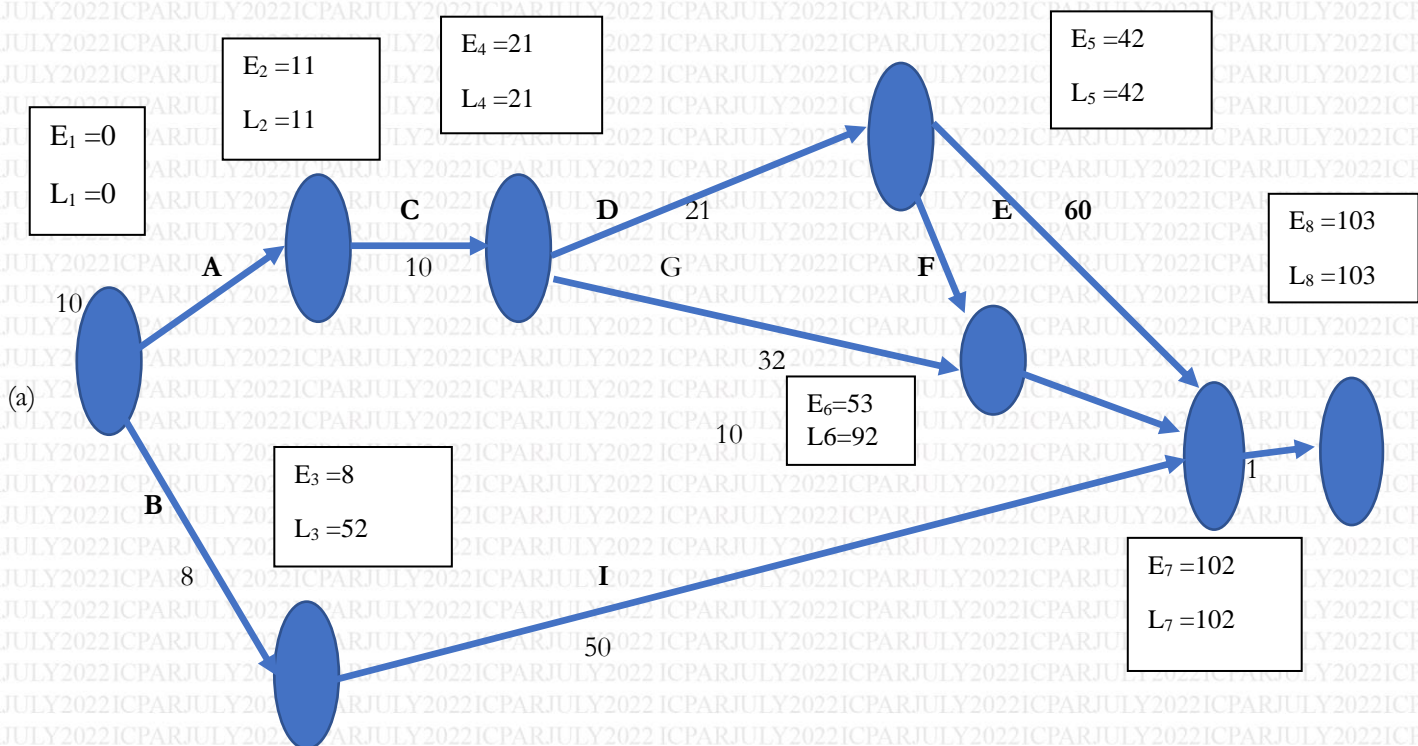 E₁ =0
L₁ =0
E₂ =11
L₂ =11
E₄ =21
L₄ =21
E₅ =42
L₅ =42
E₈ =103
L₈ =103
A
C
D
21
E
60
10
10
G
F
32
(a)
E₆=53
L6=92
10
E₃ =8
L₃ =52
1
B
8
I
50
E₇ =102
L₇ =102
JULY2022ICPARJULY2022ICPARJULY2022ICPARJULY2022 ICPARJULY2022ICPARJULY2022ICPARJULY2022ICPAR